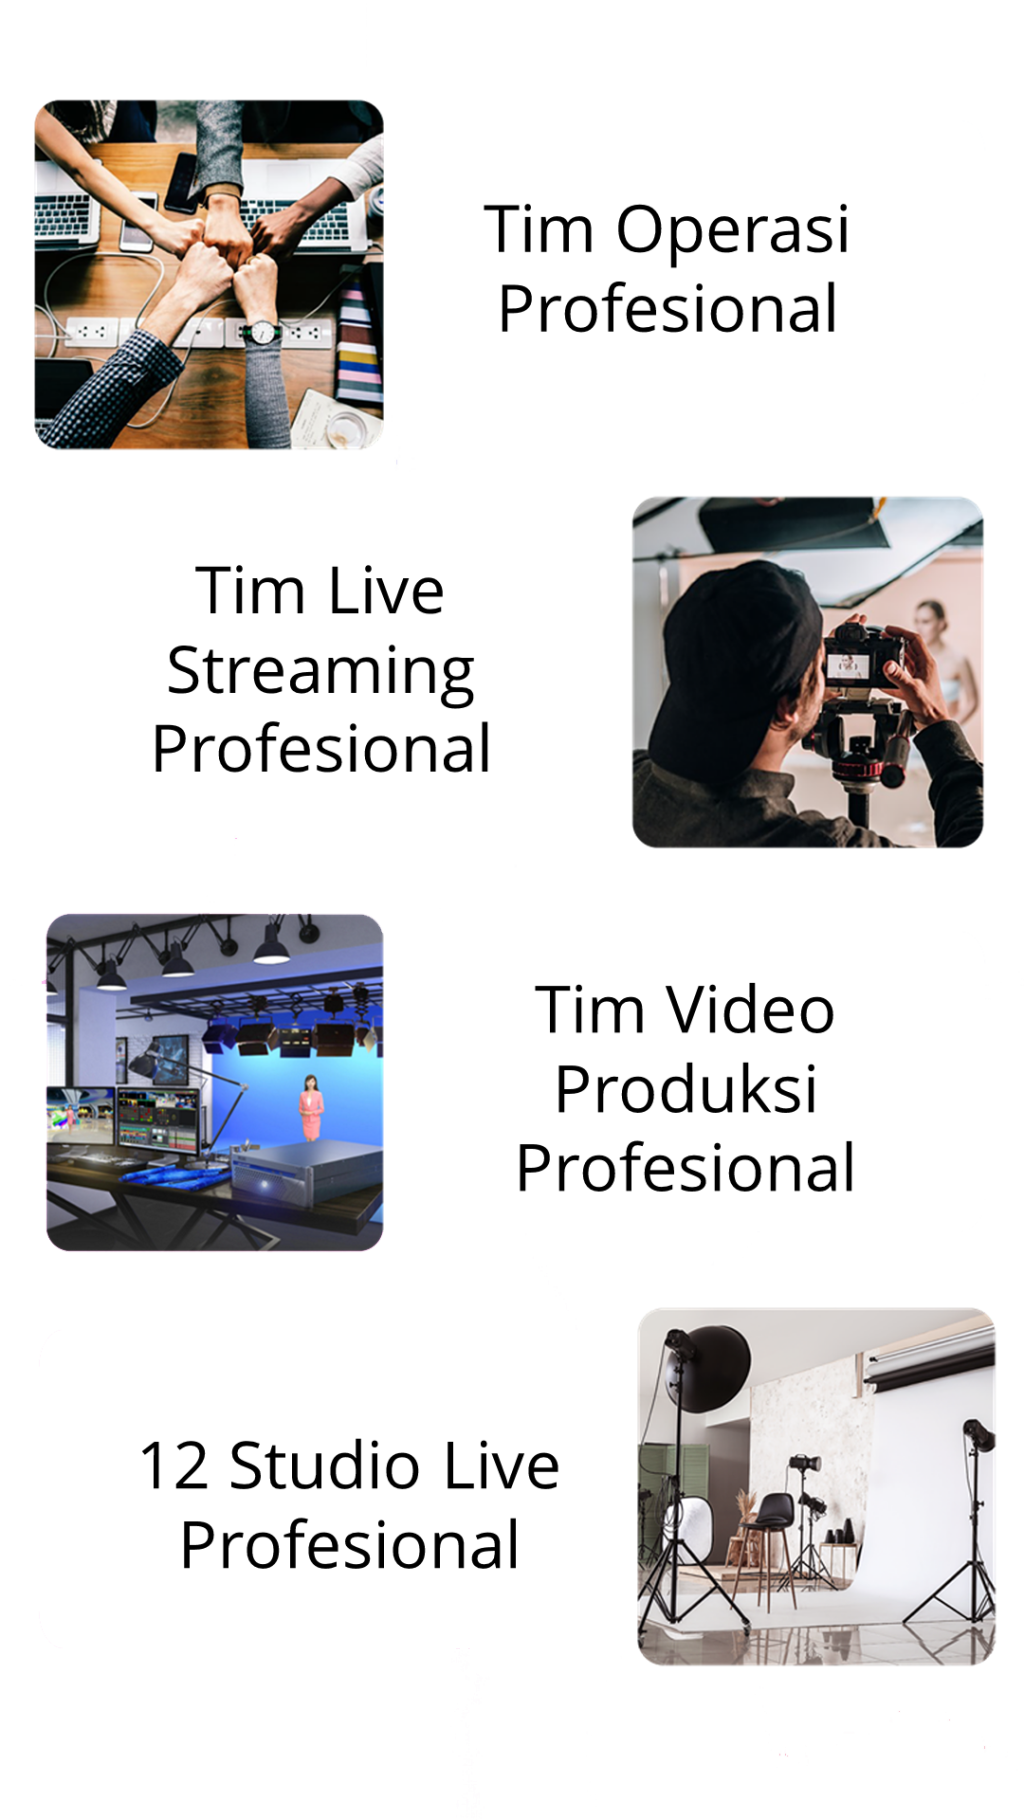 Tim Operasi
Profesional
Tim Live
Streaming
Profesional
Tim Video
Produksi
Profesional
12 Studio Live
Profesional